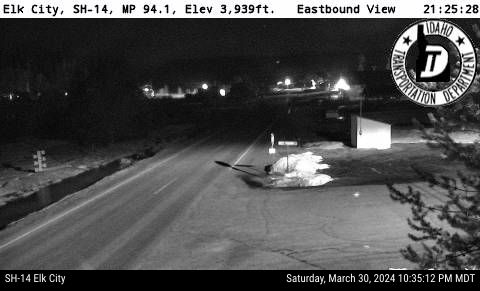 Elk City, SH-14, MP 94.1, Elev 3,939ft.   Eastbound View   21:25:28
IDAHO
TRANSPORTATION DEPARTMENT
SH-14 Elk City
Saturday, March 30, 2024 10:35:12 PM MDT